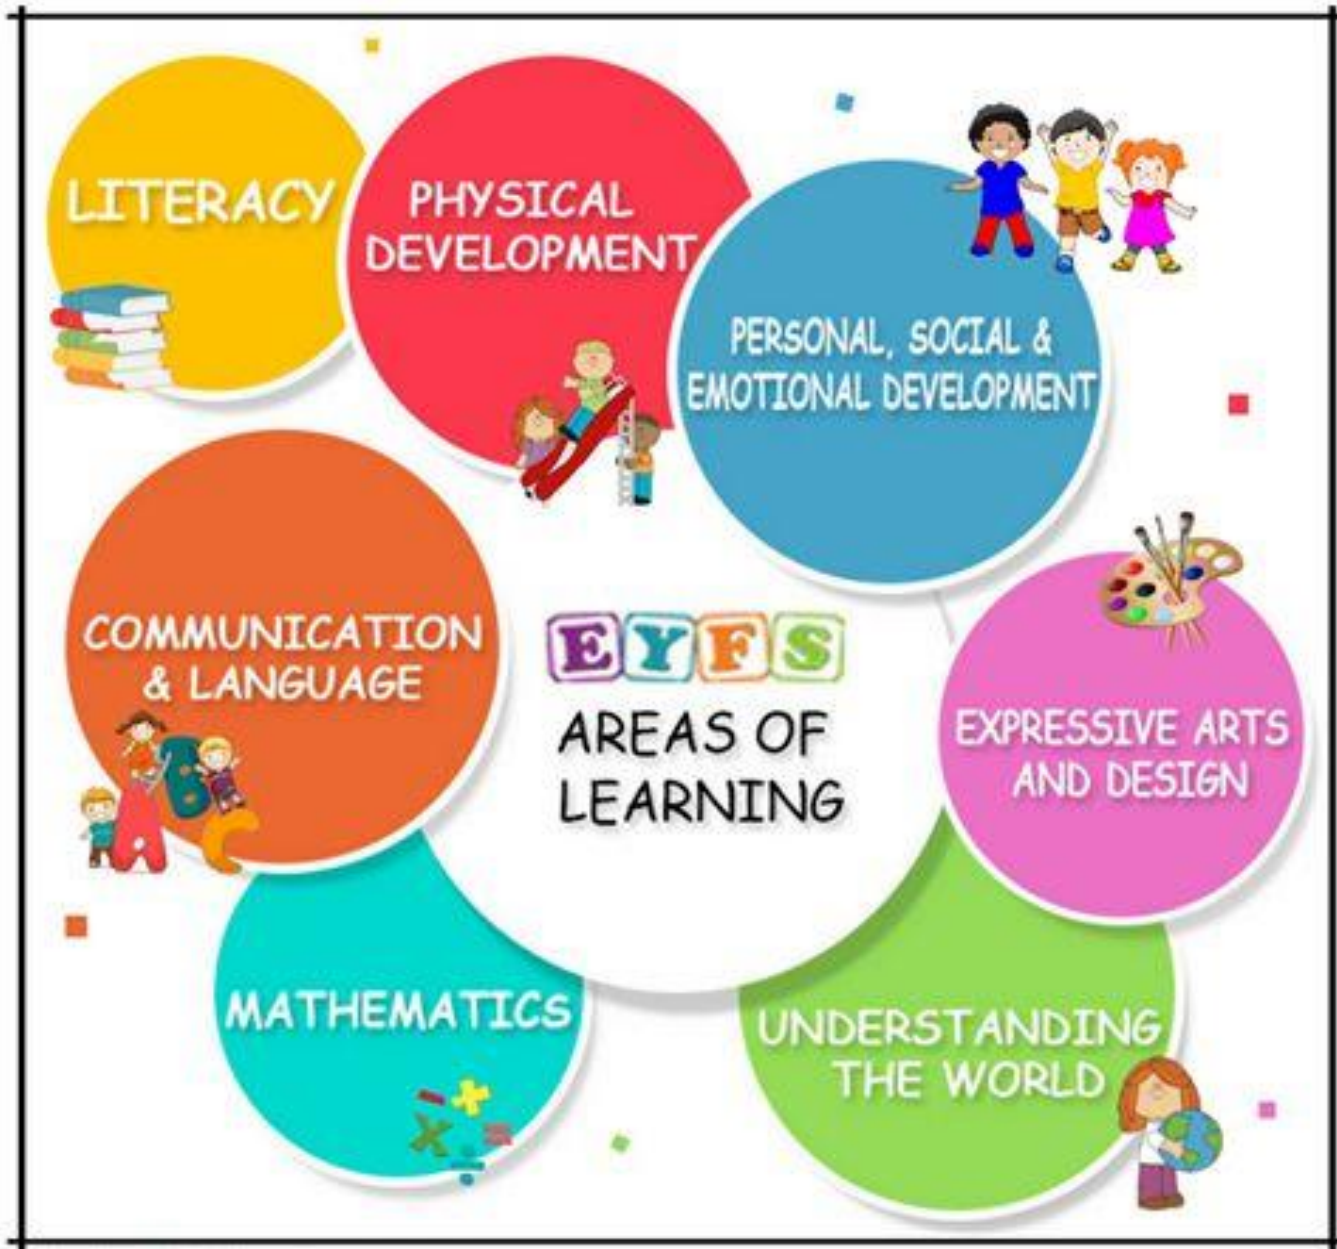 LITERACY
PHYSICAL
DEVELOPMENT
PERSONAL, SOCIAL &
EMOTIONAL DEVELOPMENT
COMMUNICATION
& LANGUAGE
ABC
EYFS
AREAS OF
LEARNING
EXPRESSIVE ARTS
AND DESIGN
MATHEMATICS
UNDERSTANDING
THE WORLD